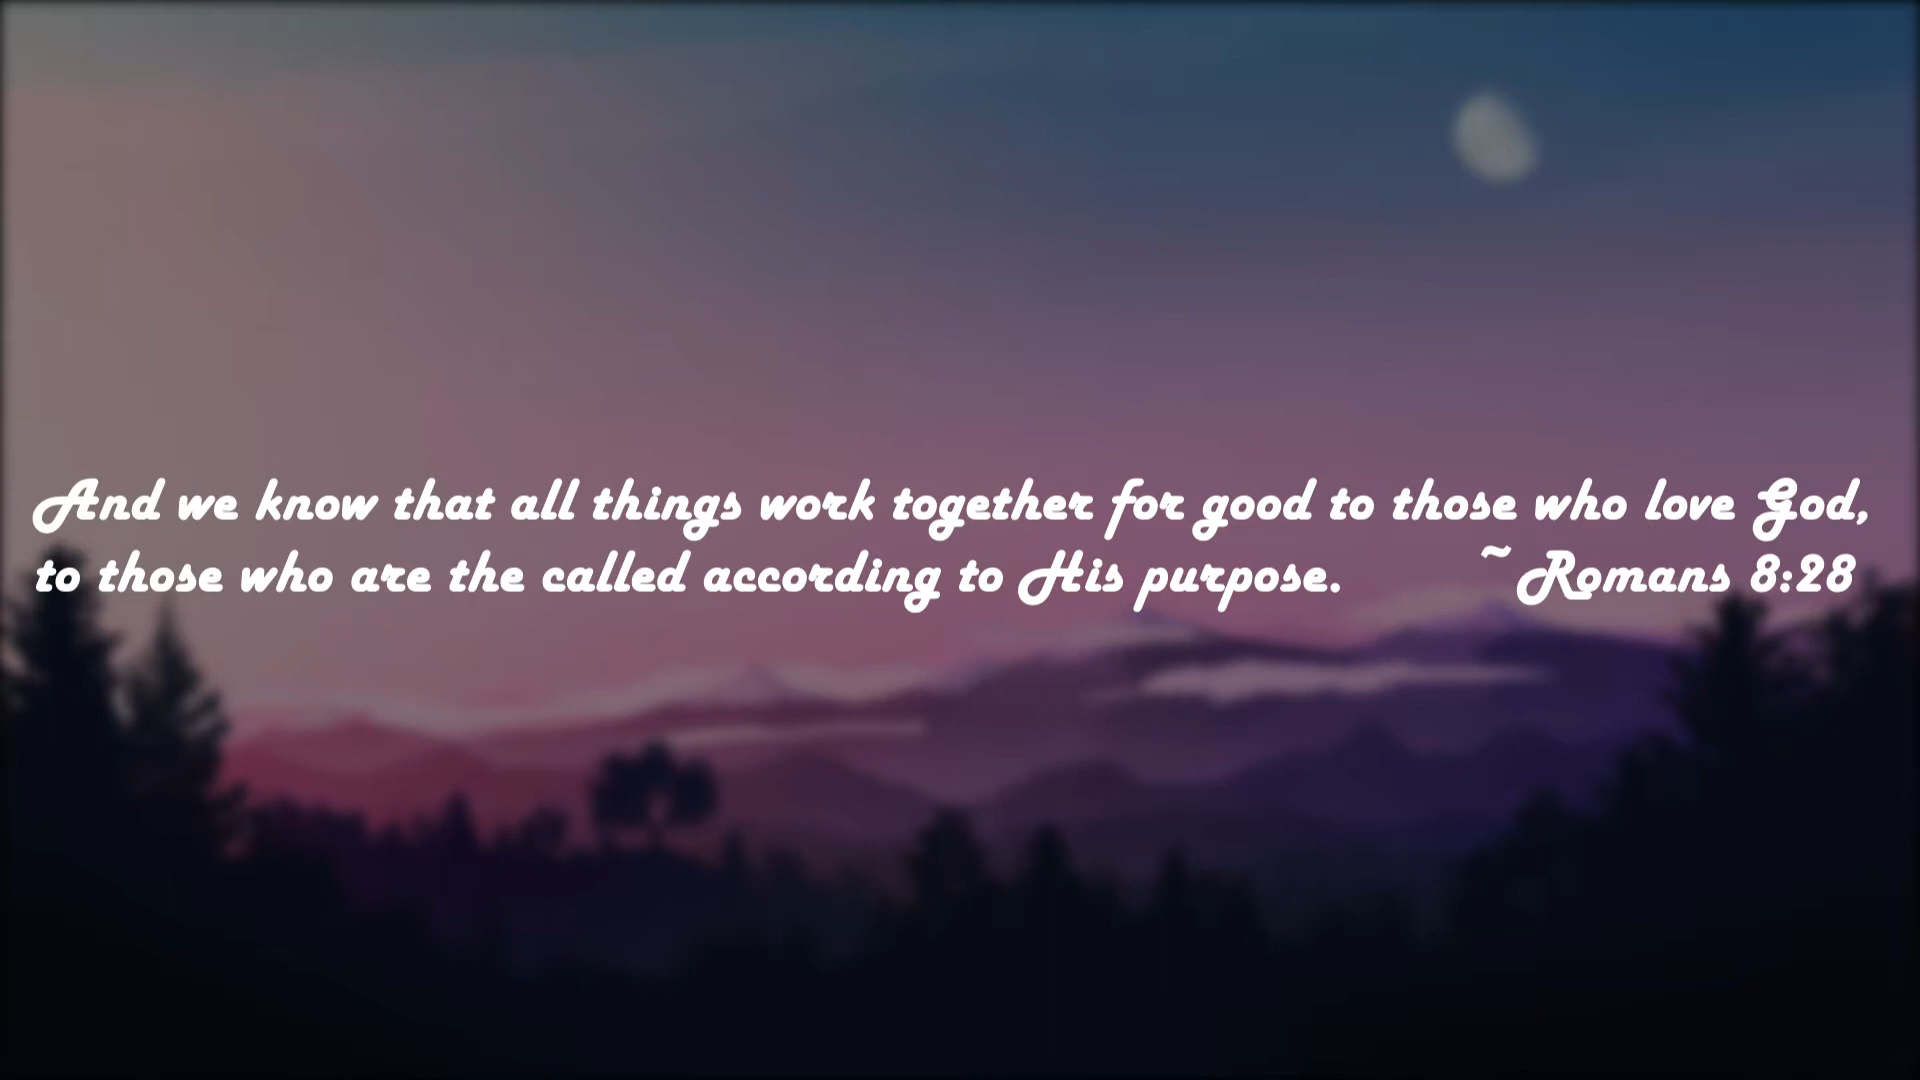 And we know that all things work together for good to those who love God,
to those who are the called according to His purpose. ~ Romans 8:28